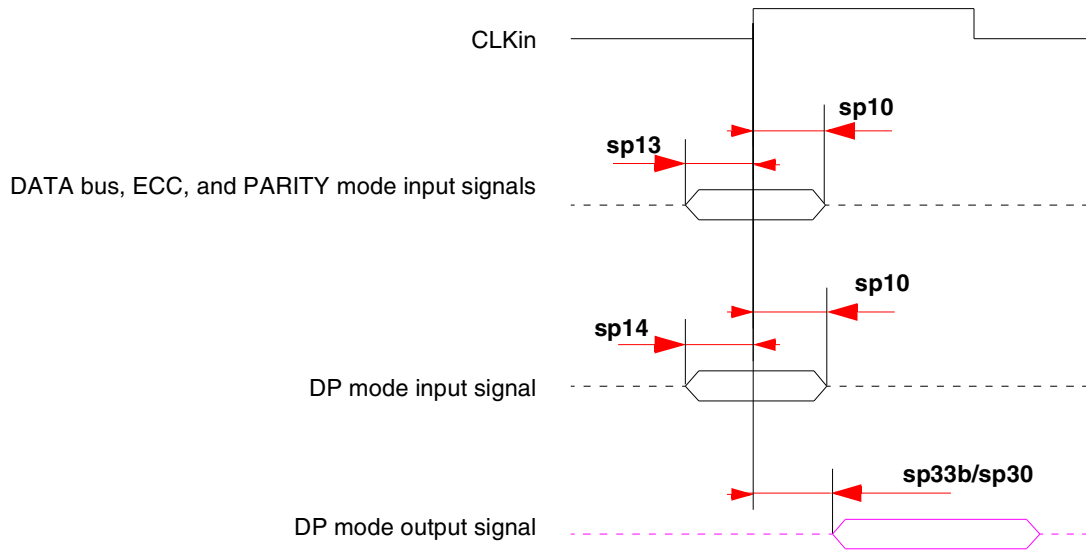 CLKin
sp10
sp13
DATA bus, ECC, and PARITY mode input signals
sp10
sp14
DP mode input signal
sp33b/sp30
DP mode output signal